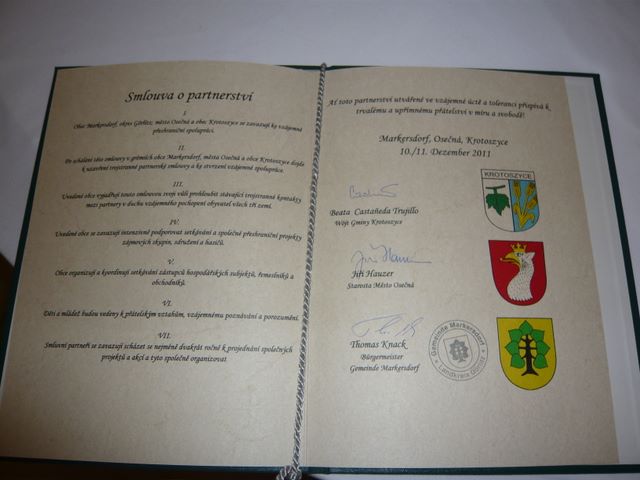 Smlouva o partnerství
I.
Obec Markersdorf, okres Görlitz, město Osečná a obec Krotoszyce se zavazují ke vzájemné
přeshraniční spolupráci.
II.
Po schálení této smlouvy v grémiích obce Markersdorf, města Osečná a obce Krotoszyce dojde
k uzavření trojstranné partnerské smlouvy a ke stvrzení vzájemné spolupráce.
III.
Uvedené obce vyjadřují touto smlouvou svoji vůli prohloubit stávající trojstranné kontakty
mezi partnery v duchu vzájemného pochopení obyvatel všech tří zemí.
IV.
Uvedené obce se zavazují intenzivně podporovat setkávání a společné přeshraniční projekty
zájmových skupin, sdružení a hasičů.
V.
Obce organizují a koordinují setkávání zástupců hospodářských subjektů, řemeslníků a
obchodníků.
VI.
Děti a mládež budou vedeny k přátelským vztahům, vzájemnému poznávání a porozumění.
VII.
Smluvní partneři se zavazují scházet se nejméně dvakrát ročně k projednání společných
projektů a akcí a tyto společně organizovat.
Ať toto partnerství utvářené ve vzájemné úctě a toleranci přispívá k
trvalému a upřímnému přátelství v míru a svobodě!
Markersdorf, Osečná, Krotoszyce
10./11. Dezember 2011
KROTOSZYCE
Beata Castañeda Trujillo
Wójt Gminy Krotoszyce
Jiří Hauzer
Starosta Město Osečná
Thomas Knack
Bürgermeister
Gemeinde Markersdorf
Gemeinde Markersdorf
Landkreis Görlitz